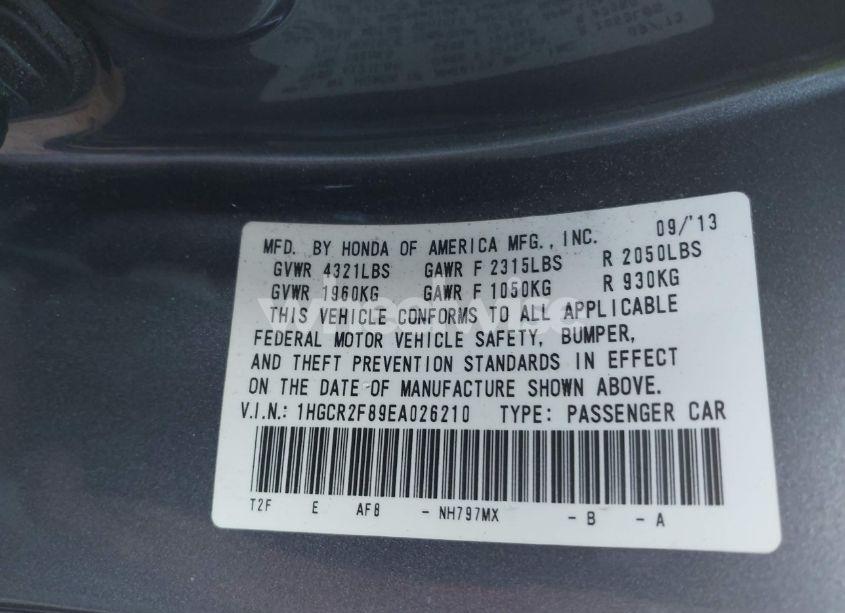 MFD. BY HONDA OF AMERICA MFG., INC. 09/'13
GVWR 4321LBS GAWR F 2315LBS R 2050LBS
GVWR 1960KG GAWR F 1050KG R 930KG
THIS VEHICLE CONFORMS TO ALL APPLICABLE
FEDERAL MOTOR VEHICLE SAFETY, BUMPER,
AND THEFT PREVENTION STANDARDS IN EFFECT
ON THE DATE OF MANUFACTURE SHOWN ABOVE.
V.I.N.: 1HGCR2F89EA026210 TYPE: PASSENGER CAR
T2F E AF8 - NH797MX - B - A